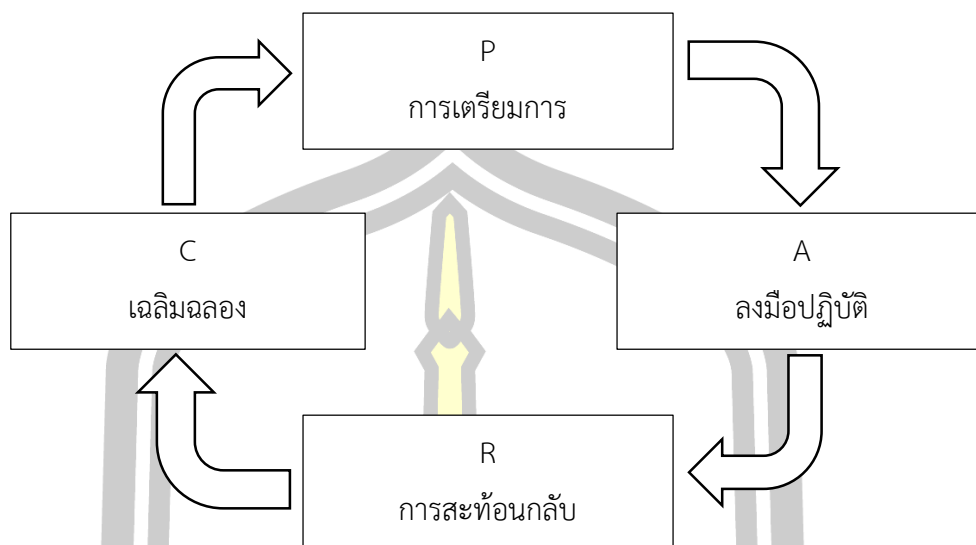 P
การเตรียมการ
C
เฉลิมฉลอง
A
ลงมือปฏิบัติ
R
การสะท้อนกลับ